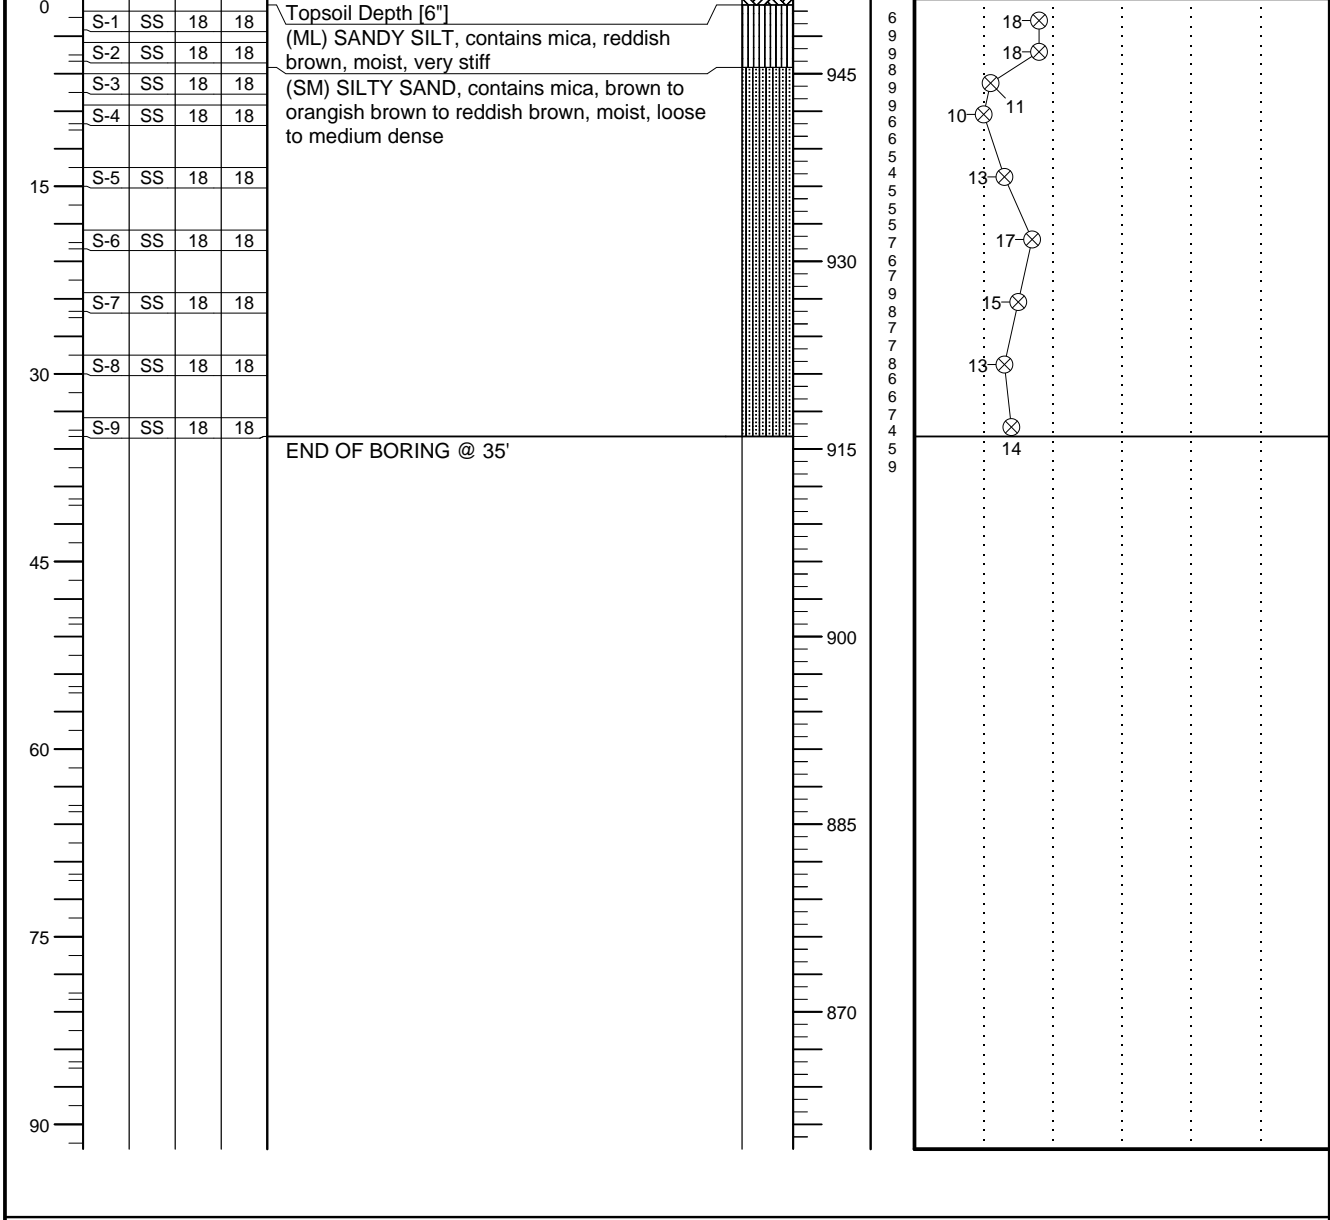 0
S-1 SS 18 18 Topsoil Depth [6"] 6 18
(ML) SANDY SILT, contains mica, reddish 9
S-2 SS 18 18 brown, moist, very stiff 9 18
8
945
S-3 SS 18 18 (SM) SILTY SAND, contains mica, brown to 9 11
9
S-4 SS 18 18 orangish brown to reddish brown, moist, loose 6 10
to medium dense 6
5
S-5 SS 18 18 4 13
15 5
5
5
S-6 SS 18 18 7 17
930 6
7
9
S-7 SS 18 18 8 15
7
7
S-8 SS 18 18 8 13
30 6
6
7
S-9 SS 18 18 4
END OF BORING @ 35' 915 5 14
9
45
900
60
885
75
870
90